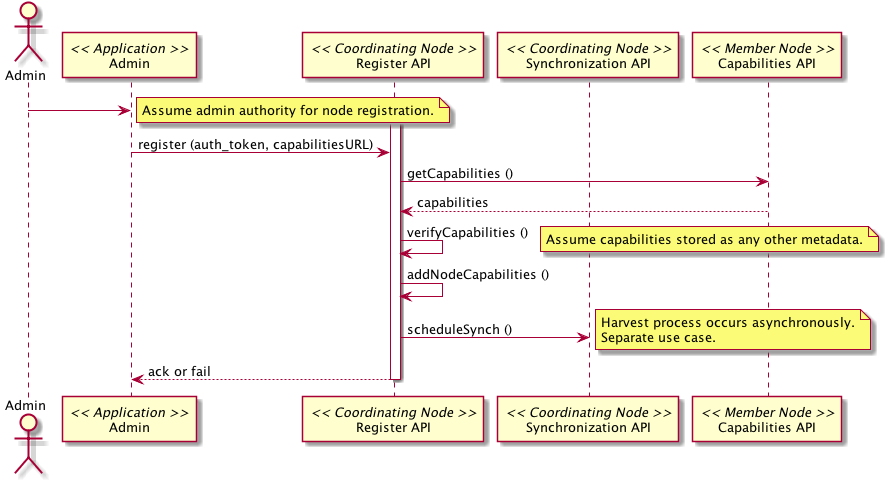 Admin
<< Application >>
Admin
<< Coordinating Node >>
Register API
<< Coordinating Node >>
Synchronization API
<< Member Node >>
Capabilities API
Assume admin authority for node registration.
register (auth_token, capabilitiesURL)
getCapabilities ()
capabilities
verifyCapabilities ()
Assume capabilities stored as any other metadata.
addNodeCapabilities ()
scheduleSynch ()
Harvest process occurs asynchronously.
Separate use case.
ack or fail
Admin
<< Application >>
Admin
<< Coordinating Node >>
Register API
<< Coordinating Node >>
Synchronization API
<< Member Node >>
Capabilities API